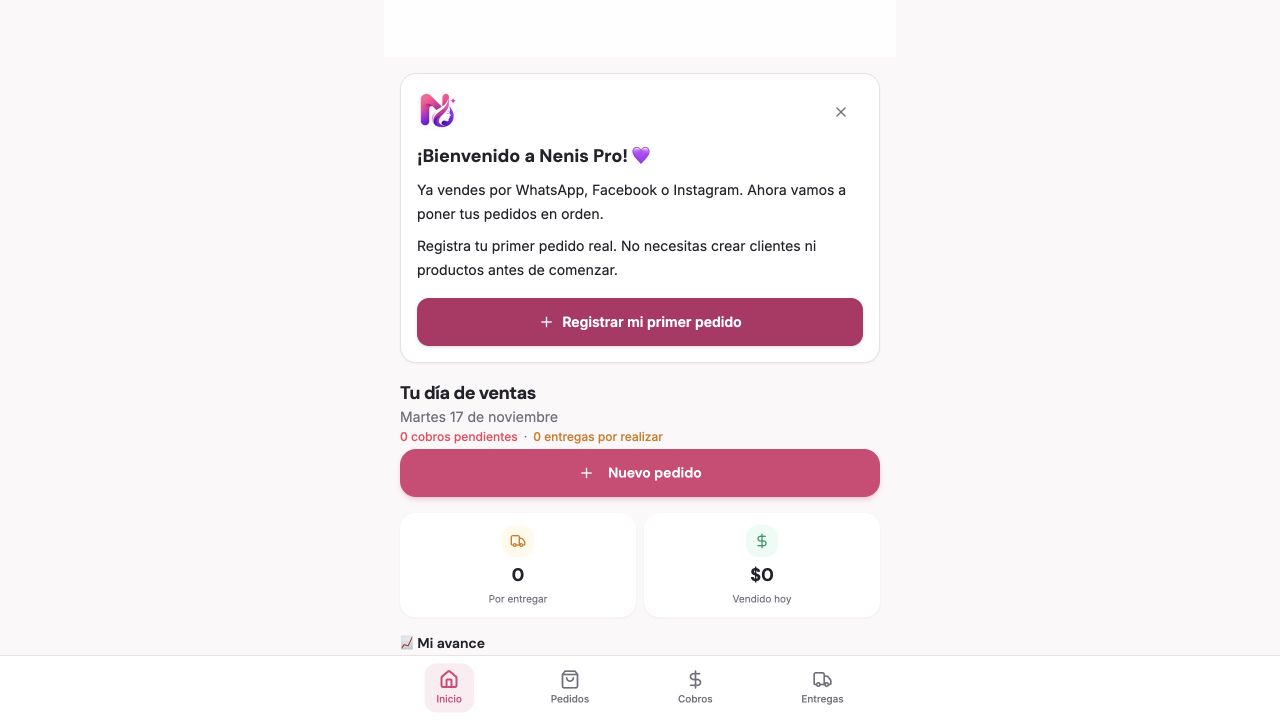 ¡Bienvenido a Nenis Pro! 💜
Ya vendes por WhatsApp, Facebook o Instagram. Ahora vamos a
poner tus pedidos en orden.
Registra tu primer pedido real. No necesitas crear clientes ni
productos antes de comenzar.
Registrar mi primer pedido
Tu día de ventas
Martes 17 de noviembre
0 cobros pendientes · 0 entregas por realizar
Nuevo pedido
0
Por entregar
$0
Vendido hoy
📈 Mi avance
Inicio
Pedidos
Cobros
Entregas